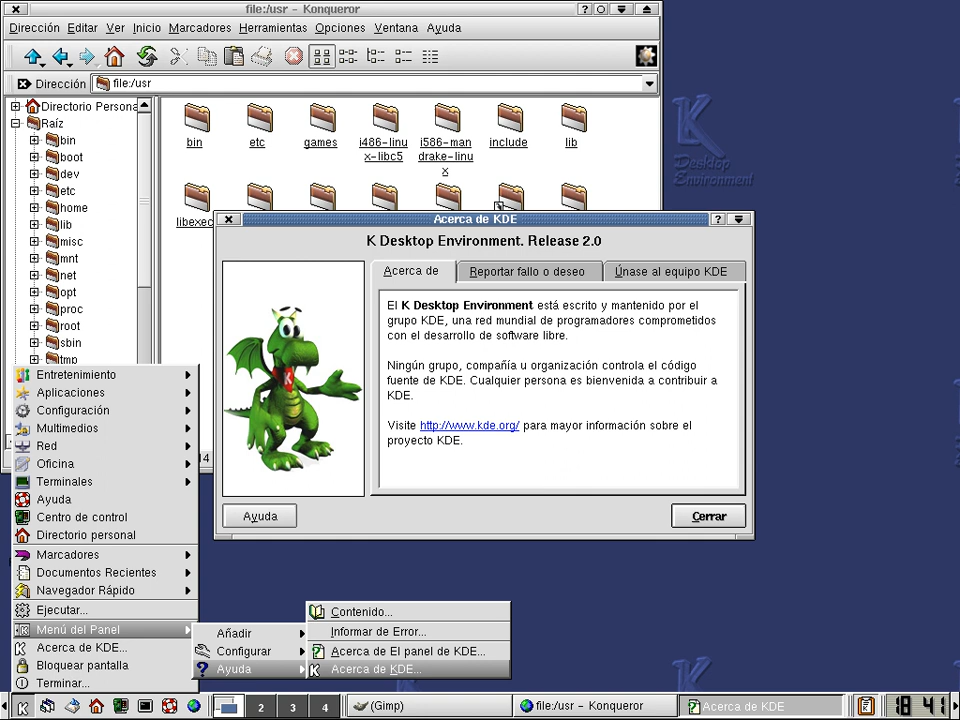 file:/usr - Konqueror
Dirección Editar Ver Inicio Marcadores Herramientas Opciones Ventana Ayuda
Dirección file:/usr
Directorio Persona
Raíz
bin
boot
dev
etc
home
lib
misc
mnt
net
opt
proc
root
sbin
tmp
bin etc games i486-linu
x-libc5 i586-man
drake-linu
x include lib
libexec
14
Acerca de KDE
K Desktop Environment. Release 2.0
Acerca de Reportar fallo o deseo Únase al equipo KDE
El K Desktop Environment está escrito y mantenido por el
grupo KDE, una red mundial de programadores comprometidos
con el desarrollo de software libre.
Ningún grupo, compañía u organización controla el código
fuente de KDE. Cualquier persona es bienvenida a contribuir a
KDE.
Visite http://www.kde.org/ para mayor información sobre el
proyecto KDE.
Ayuda Cerrar
K
Desktop
Environment
Entretenimiento
Aplicaciones
Configuración
Multimedios
Red
Oficina
Terminales
Ayuda
Centro de control
Directorio personal
Marcadores
Documentos Recientes
Navegador Rápido
Ejecutar...
Menú del Panel
Acerca de KDE...
Bloquear pantalla
Terminar...
Añadir
Configurar
Ayuda
Contenido...
Informar de Error...
Acerca de El panel de KDE...
Acerca de KDE...
2 3 4
(Gimp)
file:/usr - Konqueror
Acerca de KDE
18 41